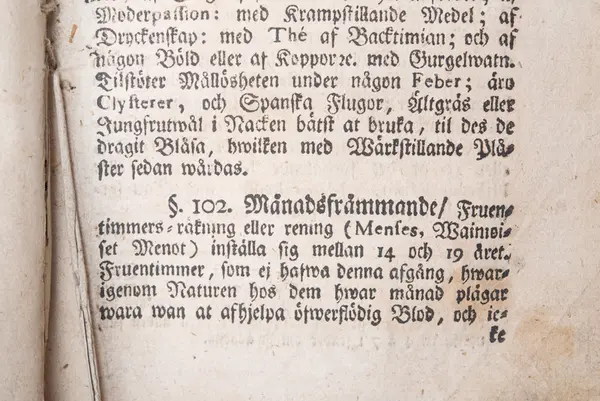 Moderpassion: med Krampstillande Medel; af
Dryckenskap: med Thé af Backtimian; och af
någon Böld eller af Kopporne. med Gurgelwatn.
Tilstöter Mållösheten under någon Feber; äro
Clysterer, och Spanska Flugor, Ältgräs eller
Jungfrutwål i Nacken bäst at bruka, til des de
dragit Blåsa, hwilken med Wärkstillande Plå-
ster sedan wårdas.
§. 102. Månadsfrämmande/ Fruen-
timmers-räkning eller rening (Menses, Waimoi-
set Menot) inställa sig mellan 14 och 19 året.
Fruentimmer, som ej hafwa denna afgång, hwar-
igenom Naturen hos dem hwar månad plägar
wara wan at afhjelpa öfwerflödig Blod, och ic-
ke